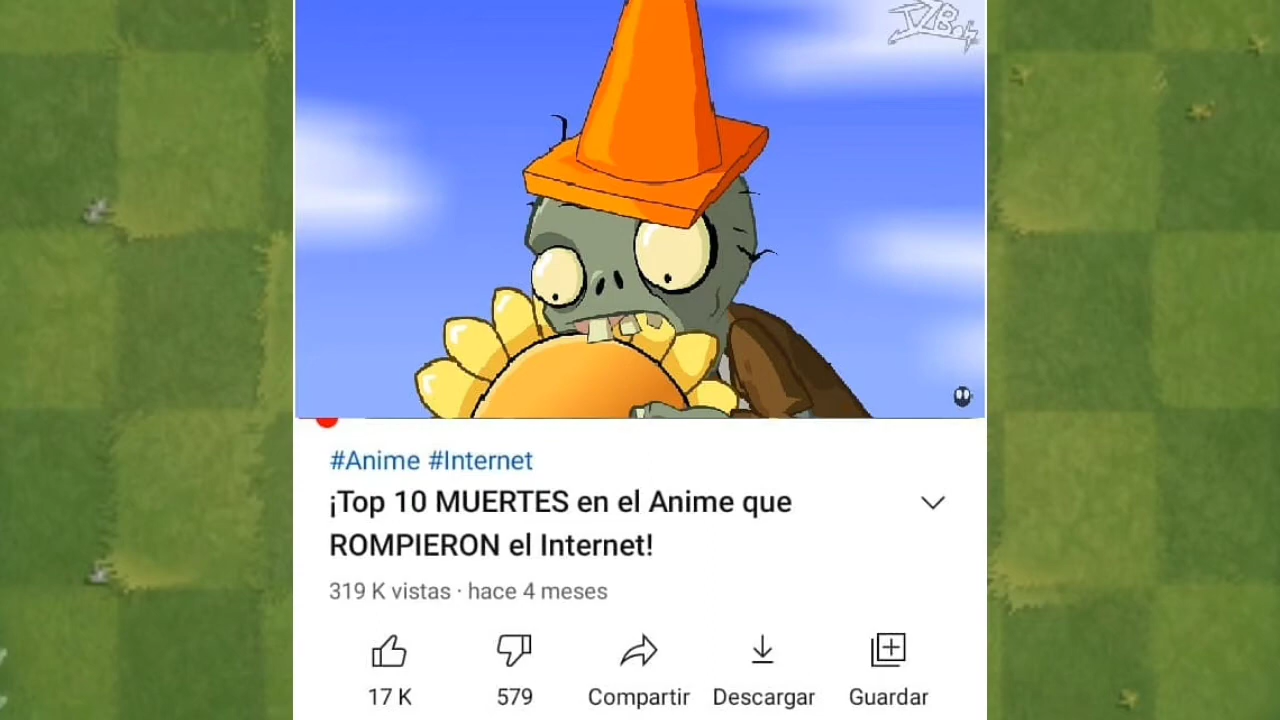 #Anime #Internet
¡Top 10 MUERTES en el Anime que
ROMPIERON el Internet!
319 K vistas · hace 4 meses
17 K 579 Compartir Descargar Guardar